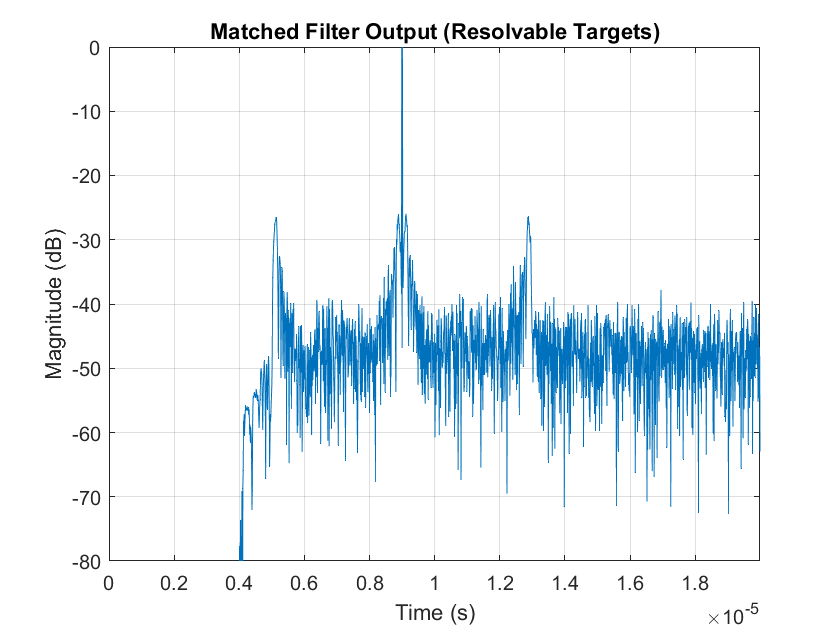 Matched Filter Output (Resolvable Targets)
Magnitude (dB)
0
-10
-20
-30
-40
-50
-60
-70
-80
0 0.2 0.4 0.6 0.8 1 1.2 1.4 1.6 1.8
Time (s)
×10-5